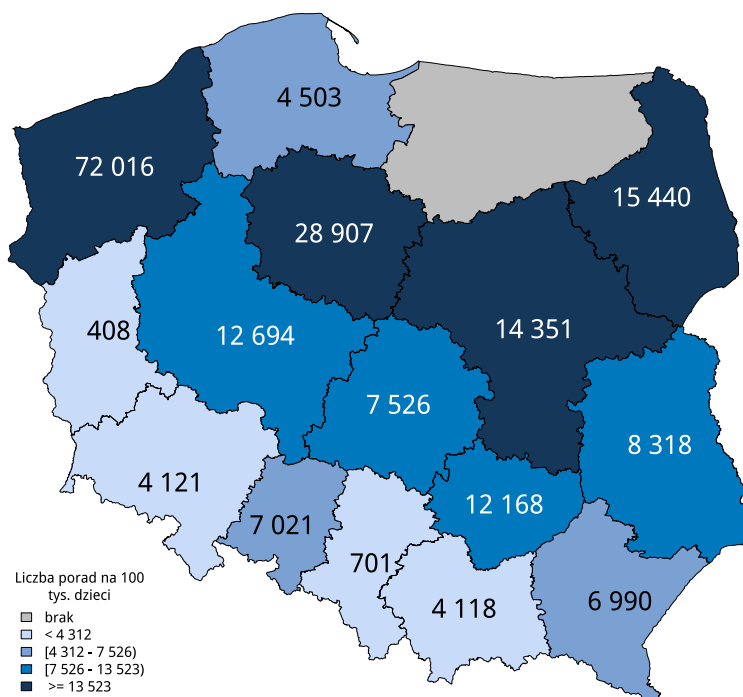 4 503
72 016
15 440
28 907
408
12 694
14 351
7 526
8 318
4 121
12 168
7 021
701
6 990
4 118
Liczba porad na 100
tys. dzieci
brak
< 4 312
[4 312 - 7 526)
[7 526 - 13 523)
>= 13 523